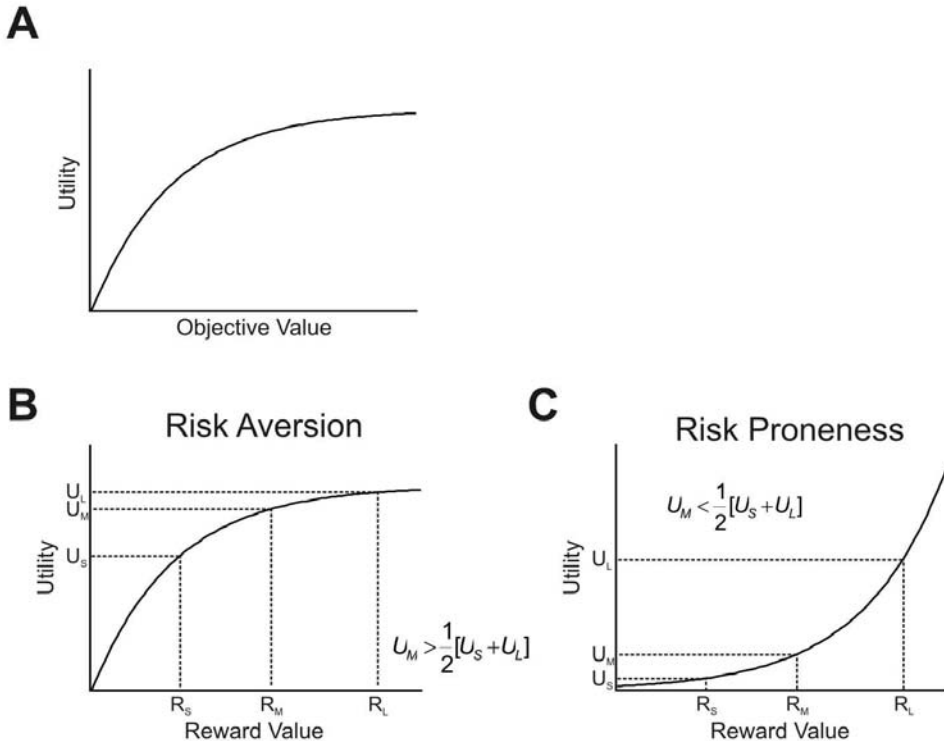 A
Utility
Objective Value
B
Risk Aversion
U_L
U_M
U_S
Utility
U_M > 1/2 [U_S + U_L]
R_S R_M R_L
Reward Value
C
Risk Proneness
U_M < 1/2 [U_S + U_L]
U_L
U_M
U_S
Utility
R_S R_M R_L
Reward Value